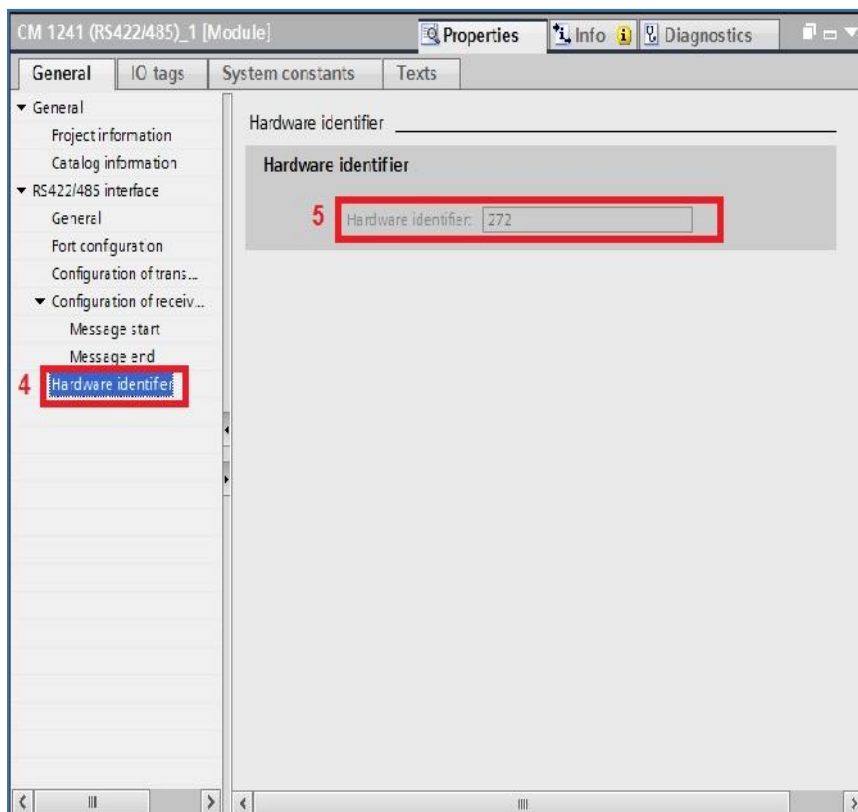 CM 1241 (RS422/485)_1 [Module]
Properties
Info
Diagnostics
General
IO tags
System constants
Texts
General
Project information
Catalog information
RS422/485 interface
General
Port configuration
Configuration of trans...
Configuration of receiv...
Message start
Message end
4
Hardware identifier
Hardware identifier
Hardware identifier
5
Hardware identifier: 272